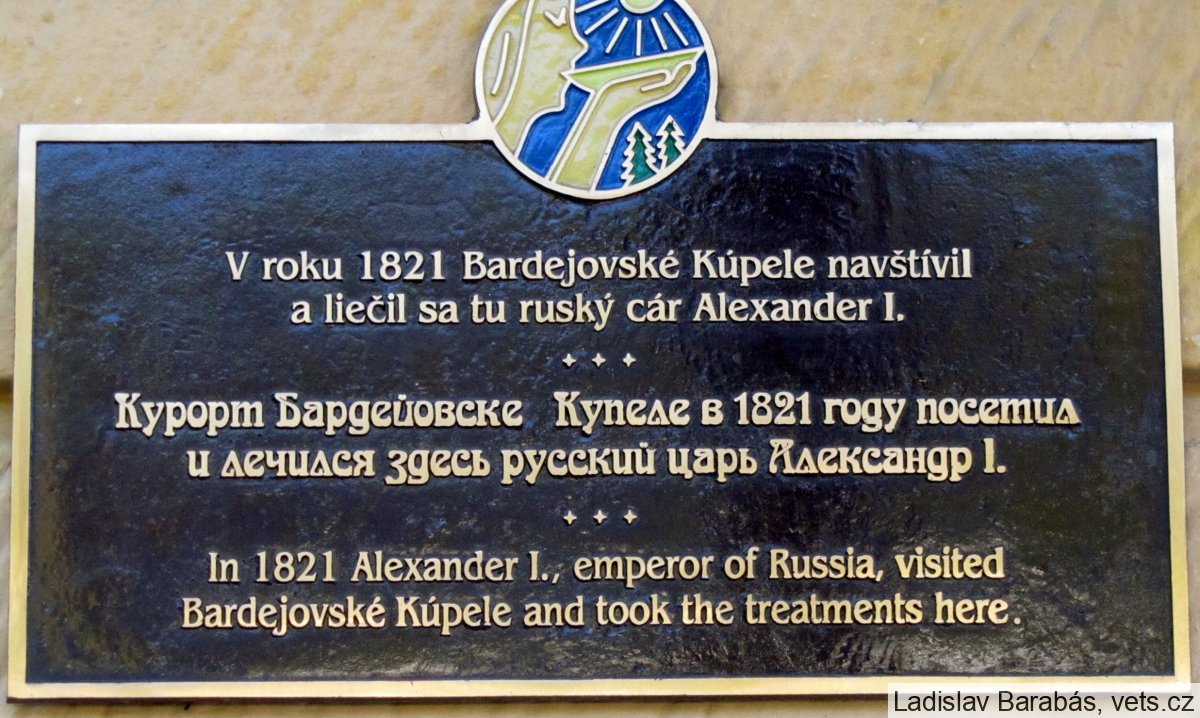 V roku 1821 Bardejovské Kúpele navštívil
a liečil sa tu ruský cár Alexander I.
Курорт Бардейовске Купеле в 1821 году посетил
и лечился здесь русский царь Александр I.
In 1821 Alexander I., emperor of Russia, visited
Bardejovské Kúpele and took the treatments here.
Ladislav Barabás, vets.cz